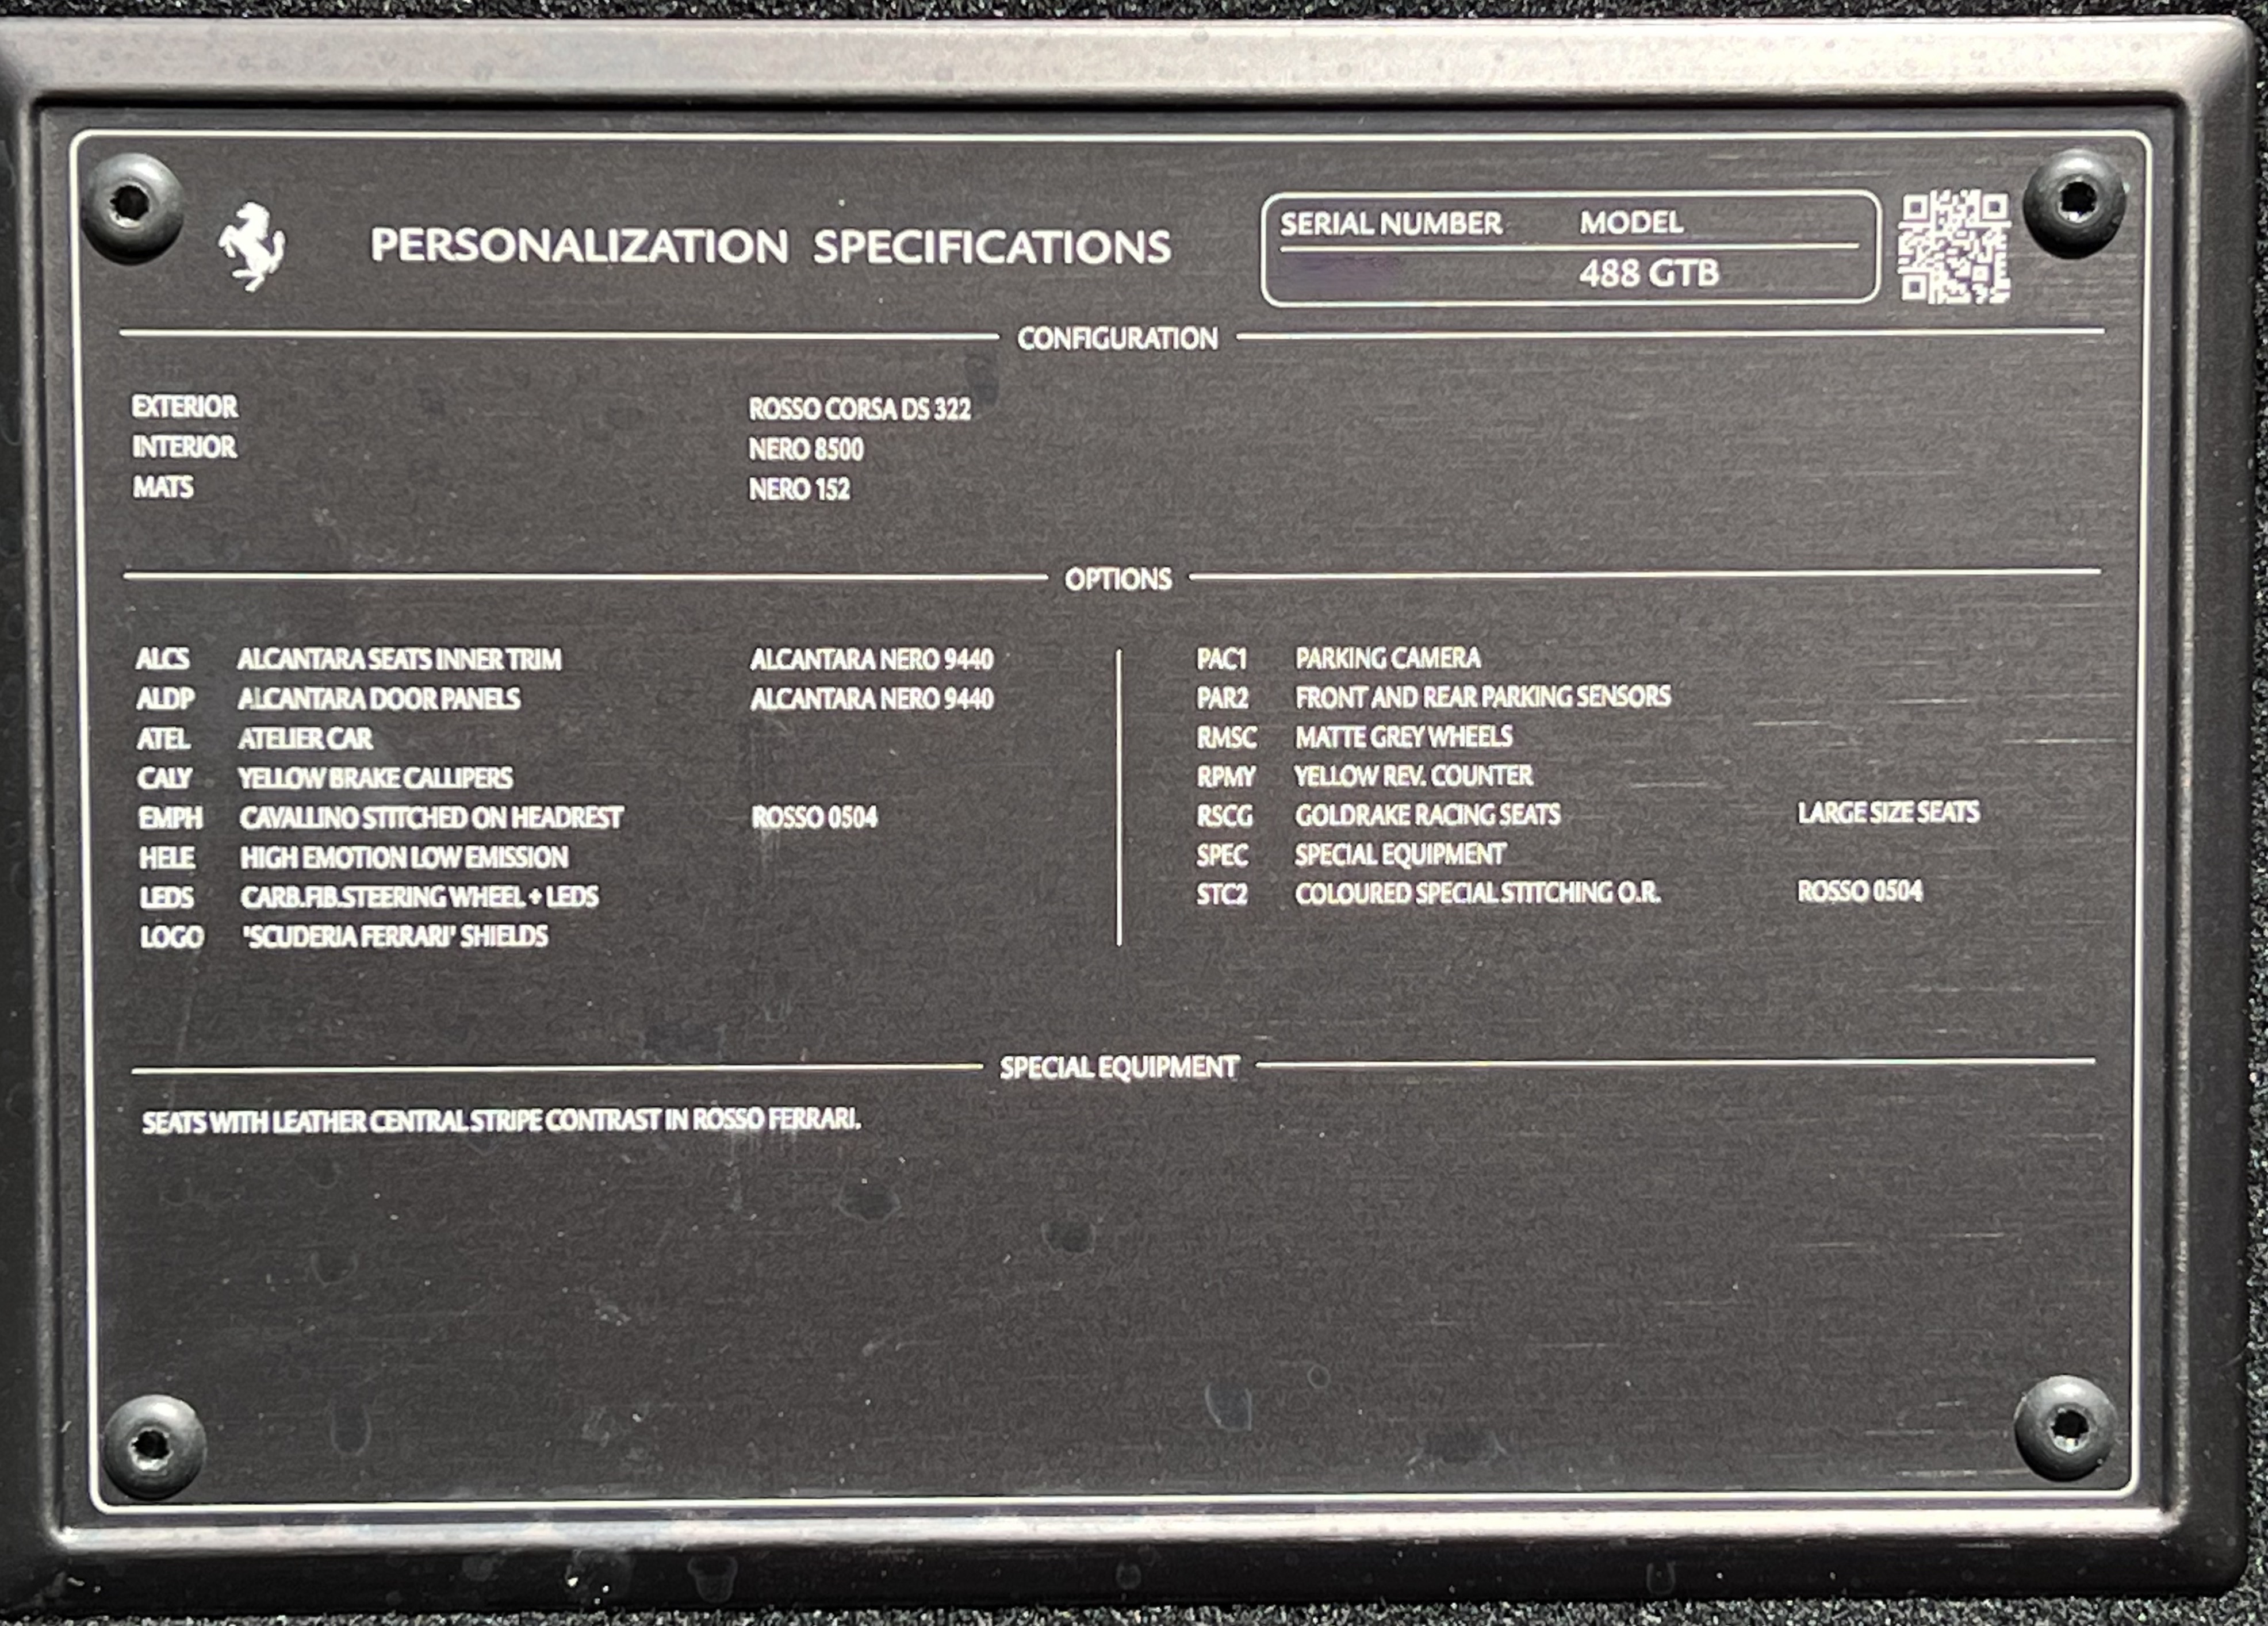 PERSONALIZATION SPECIFICATIONS
SERIAL NUMBER MODEL
488 GTB
CONFIGURATION
EXTERIOR ROSSO CORSA DS 322
INTERIOR NERO 8500
MATS NERO 152
OPTIONS
ALCS ALCANTARA SEATS INNER TRIM ALCANTARA NERO 9440
ALDP ALCANTARA DOOR PANELS ALCANTARA NERO 9440
ATEL ATELIER CAR
CALY YELLOW BRAKE CALLIPERS
EMPH CAVALLINO STITCHED ON HEADREST ROSSO 0504
HELE HIGH EMOTION LOW EMISSION
LEDS CARB.FIB.STEERING WHEEL + LEDS
LOGO 'SCUDERIA FERRARI' SHIELDS
PAC1 PARKING CAMERA
PAR2 FRONT AND REAR PARKING SENSORS
RMSC MATTE GREY WHEELS
RPMY YELLOW REV. COUNTER
RSCG GOLDRAKE RACING SEATS LARGE SIZE SEATS
SPEC SPECIAL EQUIPMENT
STC2 COLOURED SPECIAL STITCHING O.R. ROSSO 0504
SPECIAL EQUIPMENT
SEATS WITH LEATHER CENTRAL STRIPE CONTRAST IN ROSSO FERRARI.